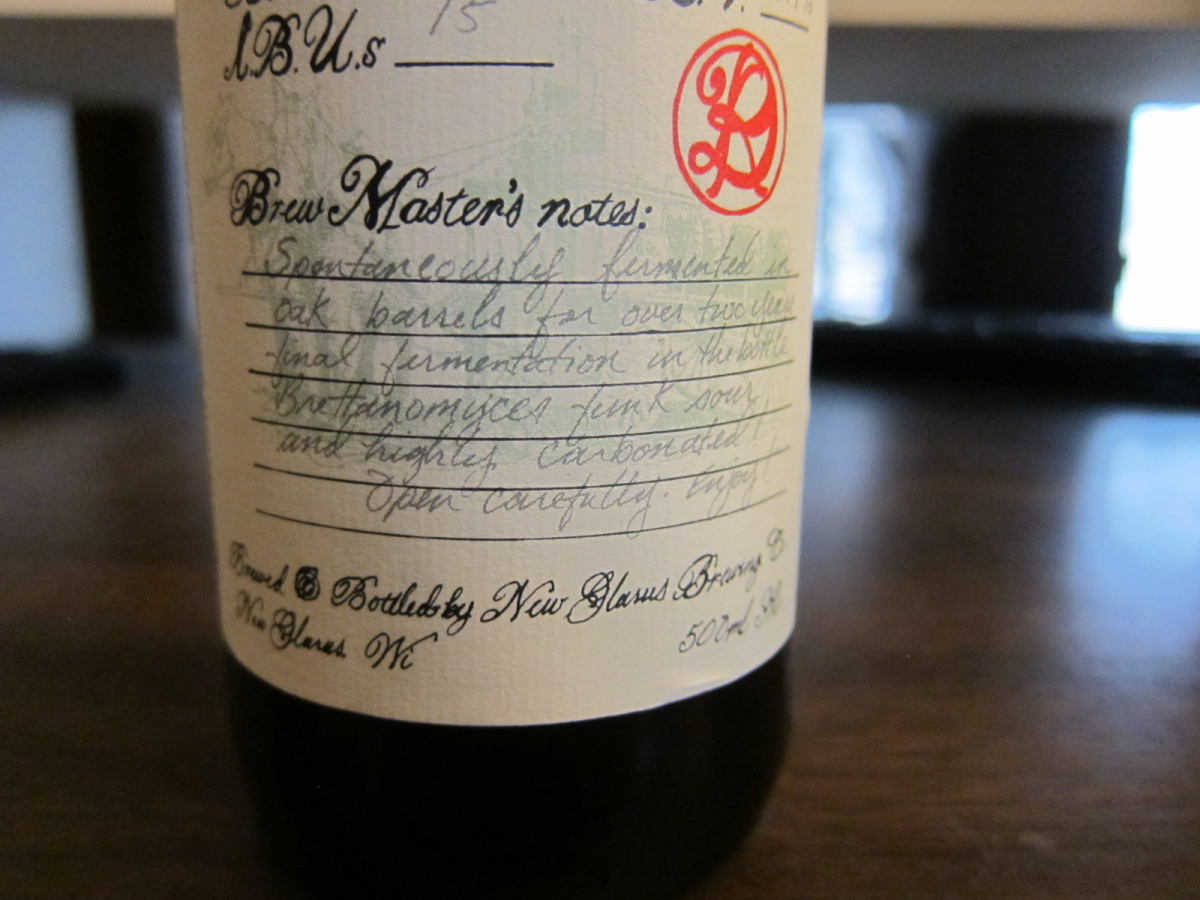 I.B.U.s 15
Brew Master's notes:
Spontaneously fermented in
oak barrels for over two years
final fermentation in the bottle
Brettanomyces funk sour,
and highly carbonated!
Open carefully. Enjoy!
Brewed & Bottled by New Glarus Brewing Co.
New Glarus, Wi
500ml